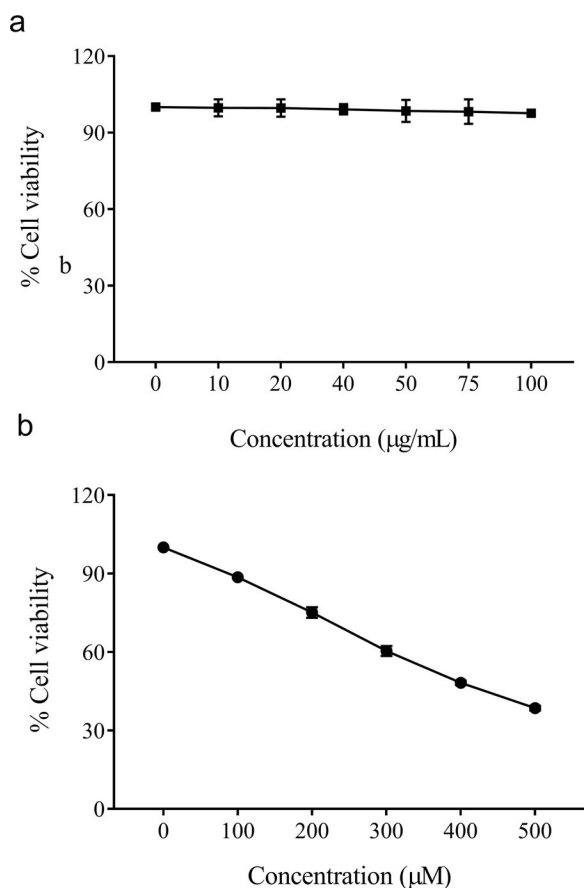 a
120
90
60
30
0
% Cell viability
b
0 10 20 40 50 75 100
Concentration (µg/mL)
b
120
90
60
30
0
% Cell viability
0 100 200 300 400 500
Concentration (µM)